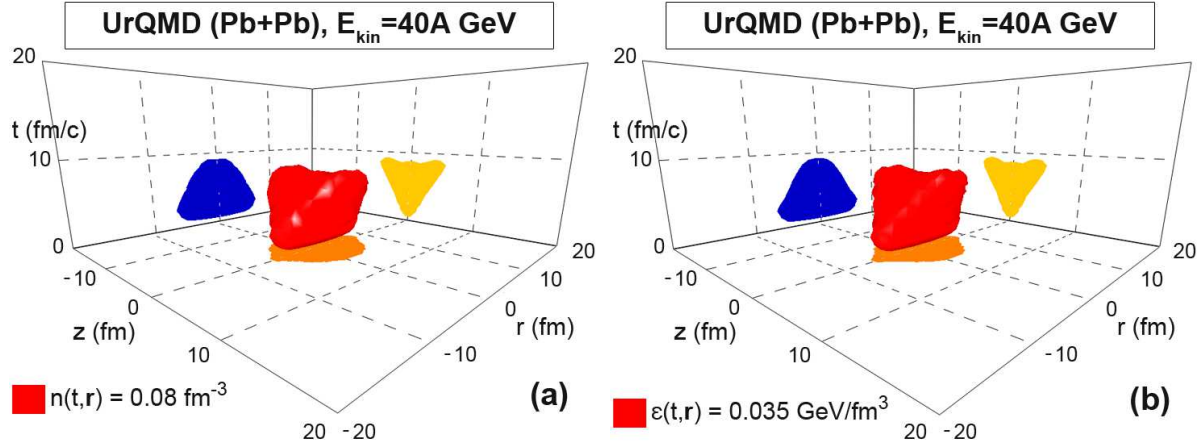 UrQMD (Pb+Pb), E_kin=40A GeV
20
t (fm/c)
10
0
-10
0
z (fm)
10
20
-20
-10
r (fm)
0
10
20
n(t,r) = 0.08 fm⁻³
(a)
UrQMD (Pb+Pb), E_kin=40A GeV
20
t (fm/c)
10
0
-10
0
z (fm)
10
20
-20
-10
r (fm)
0
10
20
ε(t,r) = 0.035 GeV/fm³
(b)